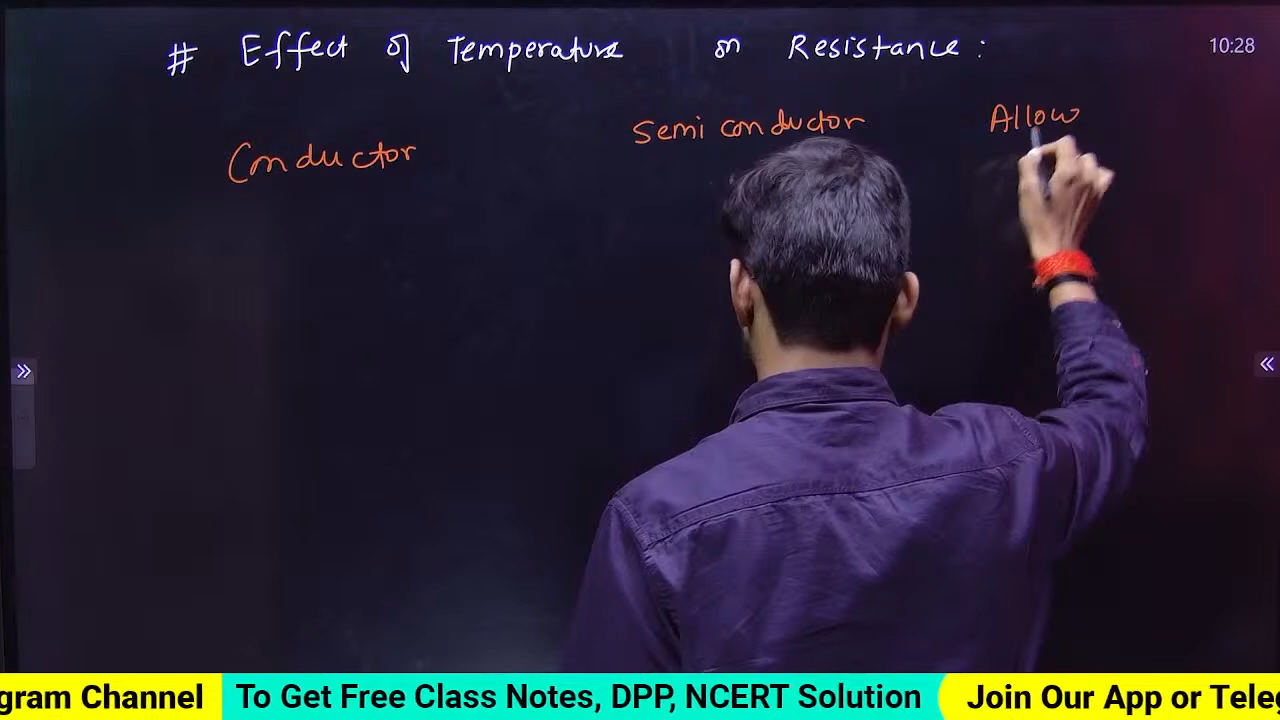 # Effect of Temperature on Resistance :
10:28
Conductor
Semi conductor
Allow
gram Channel
To Get Free Class Notes, DPP, NCERT Solution
Join Our App or Teleg